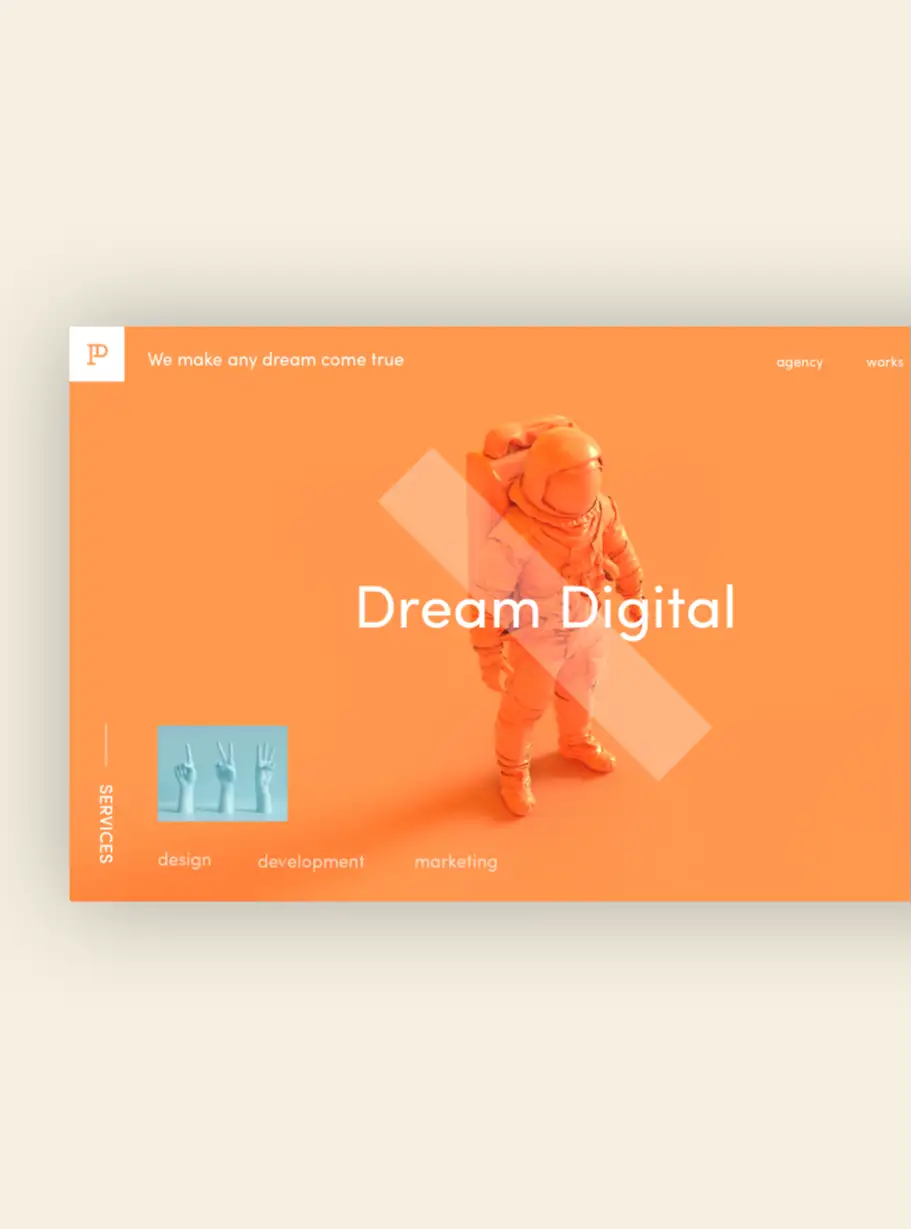 We make any dream come true
agency works
Dream Digital
SERVICES
design development marketing